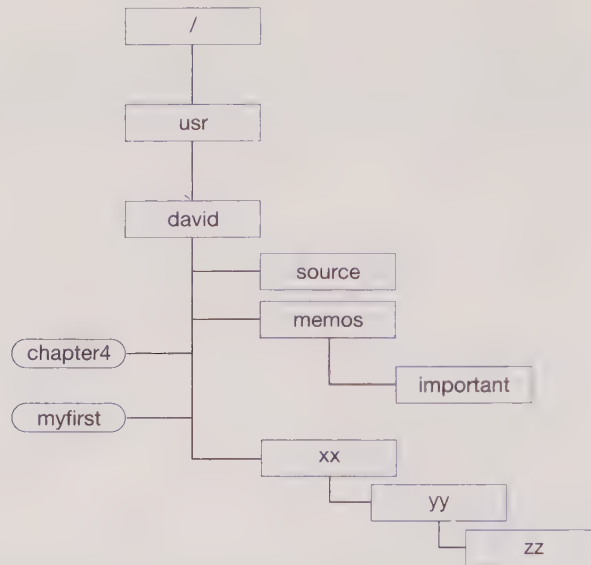 /
usr
david
source
memos
chapter4
important
myfirst
xx
yy
zz